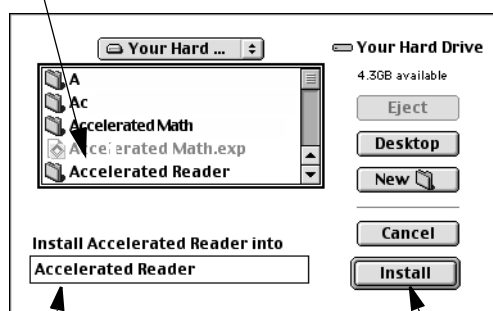 Your Hard ...
Your Hard Drive
4.3GB available
A
Ac
Accelerated Math
Accelerated Math.exp
Accelerated Reader
Eject
Desktop
New
Install Accelerated Reader into
Accelerated Reader
Cancel
Install